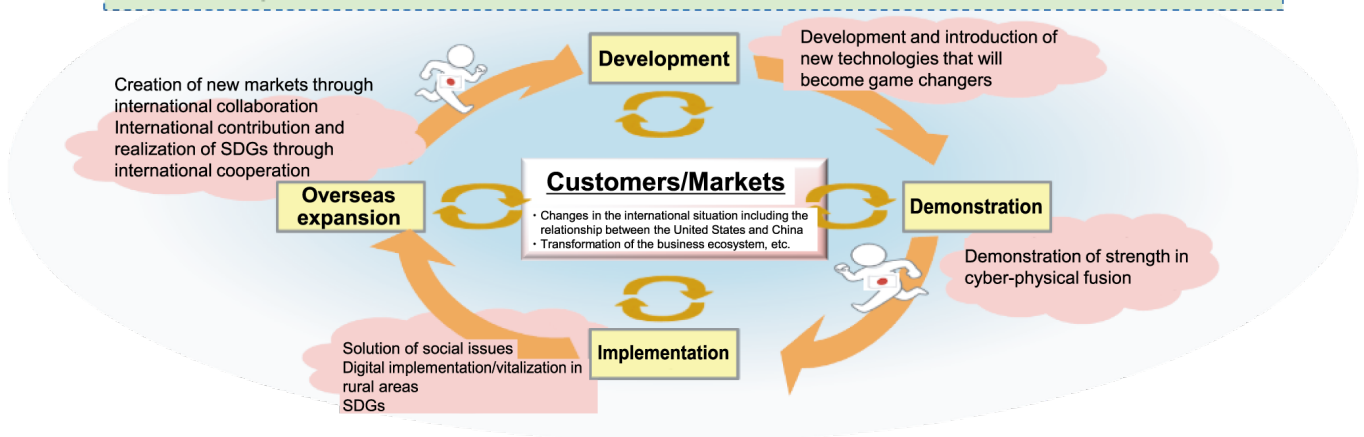 Development
Development and introduction of
new technologies that will
become game changers
Creation of new markets through
international collaboration
International contribution and
realization of SDGs through
international cooperation
Overseas
expansion
Customers/Markets
・Changes in the international situation including the
relationship between the United States and China
・Transformation of the business ecosystem, etc.
Demonstration
Demonstration of strength in
cyber-physical fusion
Implementation
Solution of social issues
Digital implementation/vitalization in
rural areas
SDGs